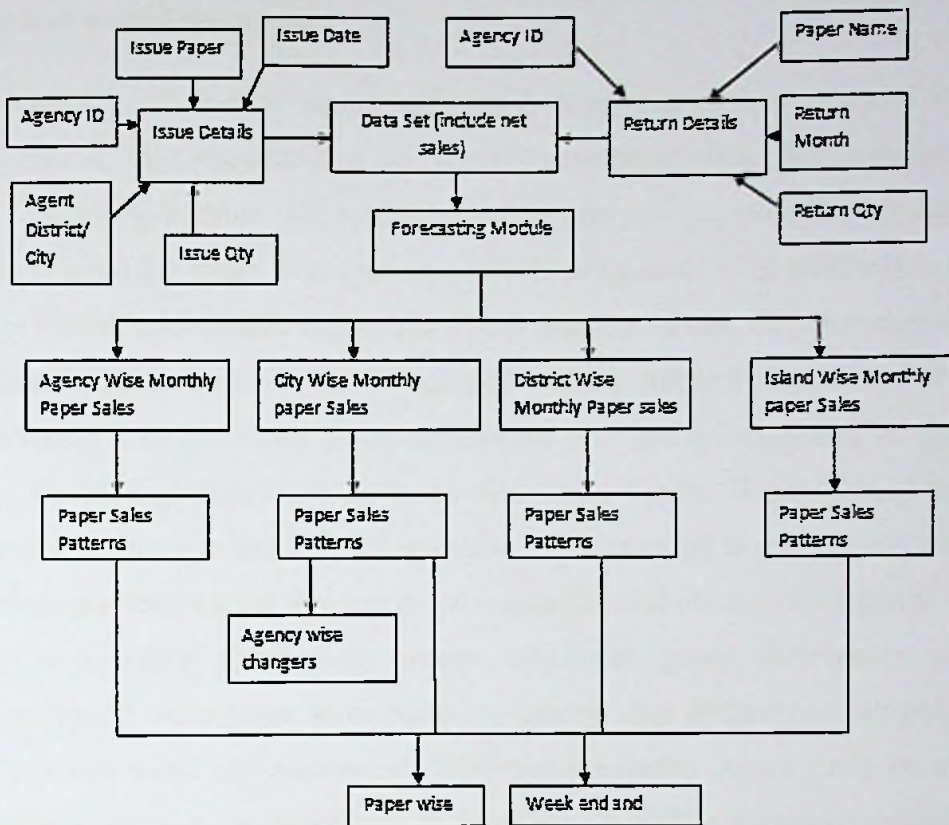 Issue Paper
Issue Date
Agency ID
Paper Name
Agency ID
Issue Details
Data Set (include net
sales)
Return Details
Return
Month
Agent
District/
City
Issue Qty
Forecasting Module
Return Qty
Agency Wise Monthly
Paper Sales
City Wise Monthly
paper Sales
District Wise
Monthly Paper sales
Island Wise Monthly
paper Sales
Paper Sales
Patterns
Paper Sales
Patterns
Paper Sales
Patterns
Paper Sales
Patterns
Agency wise
changers
Paper wise
Week end and